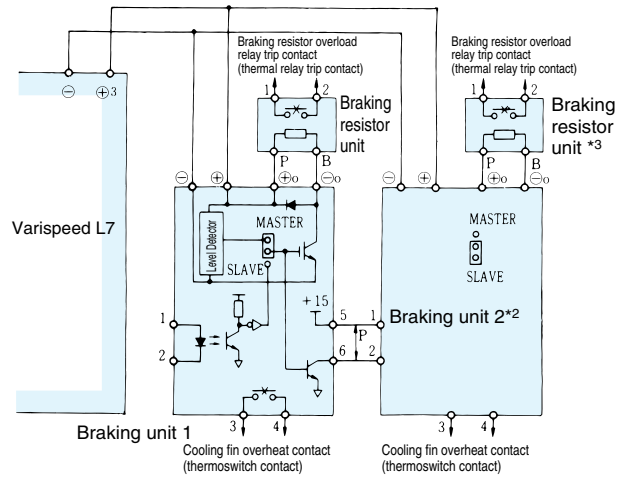 Braking resistor overload
relay trip contact
(thermal relay trip contact)
Braking resistor overload
relay trip contact
(thermal relay trip contact)
⊖ ⊕3
1 2
Braking
resistor
unit
P B
1 2
Braking
resistor
unit *3
P B
⊖ ⊕ ⊕o ⊖o
⊖ ⊕ ⊕o ⊖o
Varispeed L7
Level Detector
MASTER
SLAVE
MASTER
SLAVE
+15
1
2
5
6
P
1
2
Braking unit 2*2
3 4
3 4
Braking unit 1
Cooling fin overheat contact
(thermoswitch contact)
Cooling fin overheat contact
(thermoswitch contact)